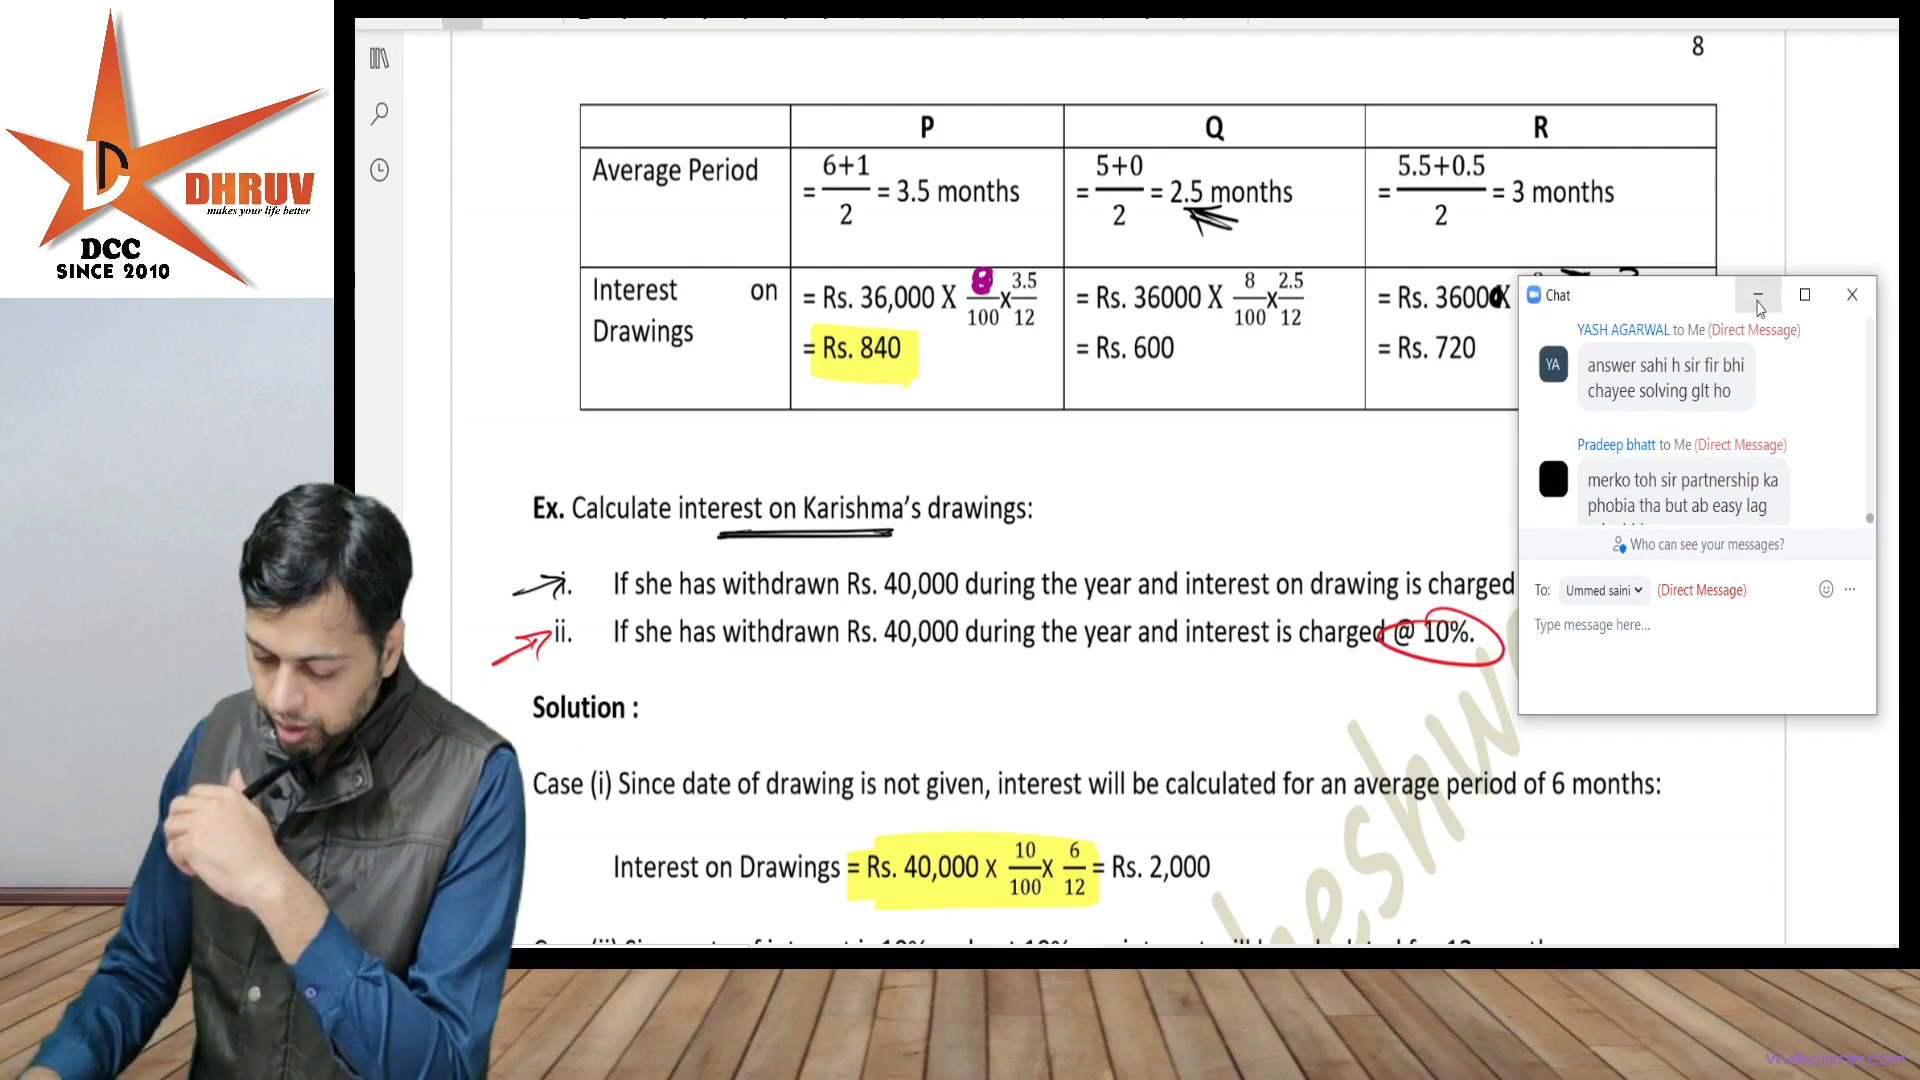 8
P Q R
Average Period = 6+1/2 = 3.5 months = 5+0/2 = 2.5 months = 5.5+0.5/2 = 3 months
Interest on Drawings = Rs. 36,000 X 8/100 x 3.5/12 = Rs. 36000 X 8/100 x 2.5/12 = Rs. 36000 X
= Rs. 840 = Rs. 600 = Rs. 720
Ex. Calculate interest on Karishma's drawings:
i. If she has withdrawn Rs. 40,000 during the year and interest on drawing is charged
ii. If she has withdrawn Rs. 40,000 during the year and interest is charged @ 10%.
Solution :
Case (i) Since date of drawing is not given, interest will be calculated for an average period of 6 months:
Interest on Drawings = Rs. 40,000 x 10/100 x 6/12 = Rs. 2,000
Chat
YASH AGARWAL to Me (Direct Message)
YA
answer sahi h sir fir bhi
chayee solving glt ho
Pradeep bhatt to Me (Direct Message)
merko toh sir partnership ka
phobia tha but ab easy lag
Who can see your messages?
To: Ummed saini (Direct Message)
Type message here...
D
DHRUV
makes your life better
DCC
SINCE 2010